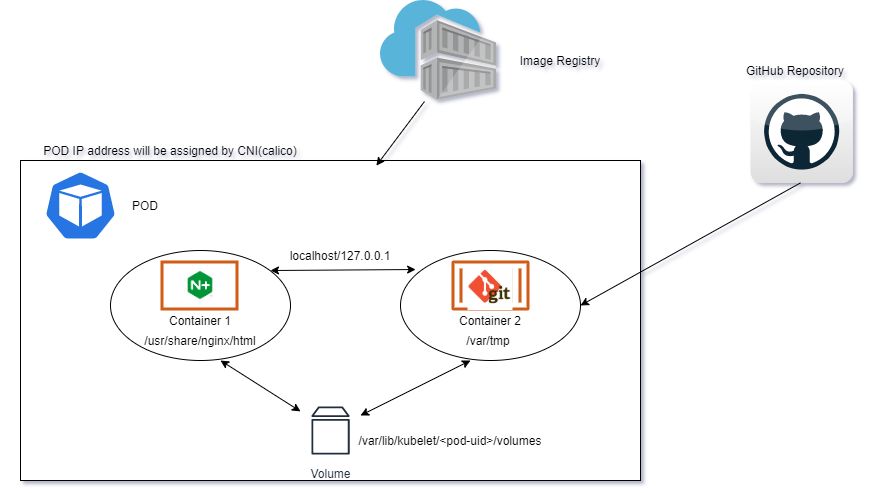 Image Registry
GitHub Repository
POD IP address will be assigned by CNI(calico)
POD
localhost/127.0.0.1
N+
git
Container 1
Container 2
/usr/share/nginx/html
/var/tmp
/var/lib/kubelet/<pod-uid>/volumes
Volume